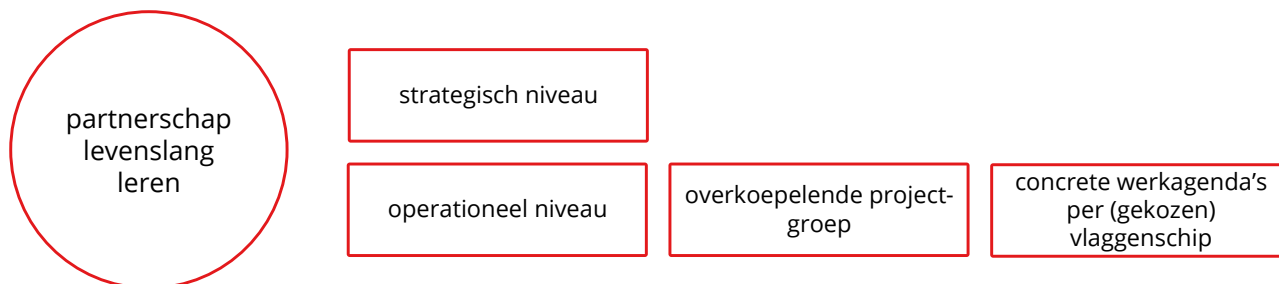 partnerschap
levenslang
leren
strategisch niveau
operationeel niveau
overkoepelende project-
groep
concrete werkagenda's
per (gekozen)
vlaggenschip